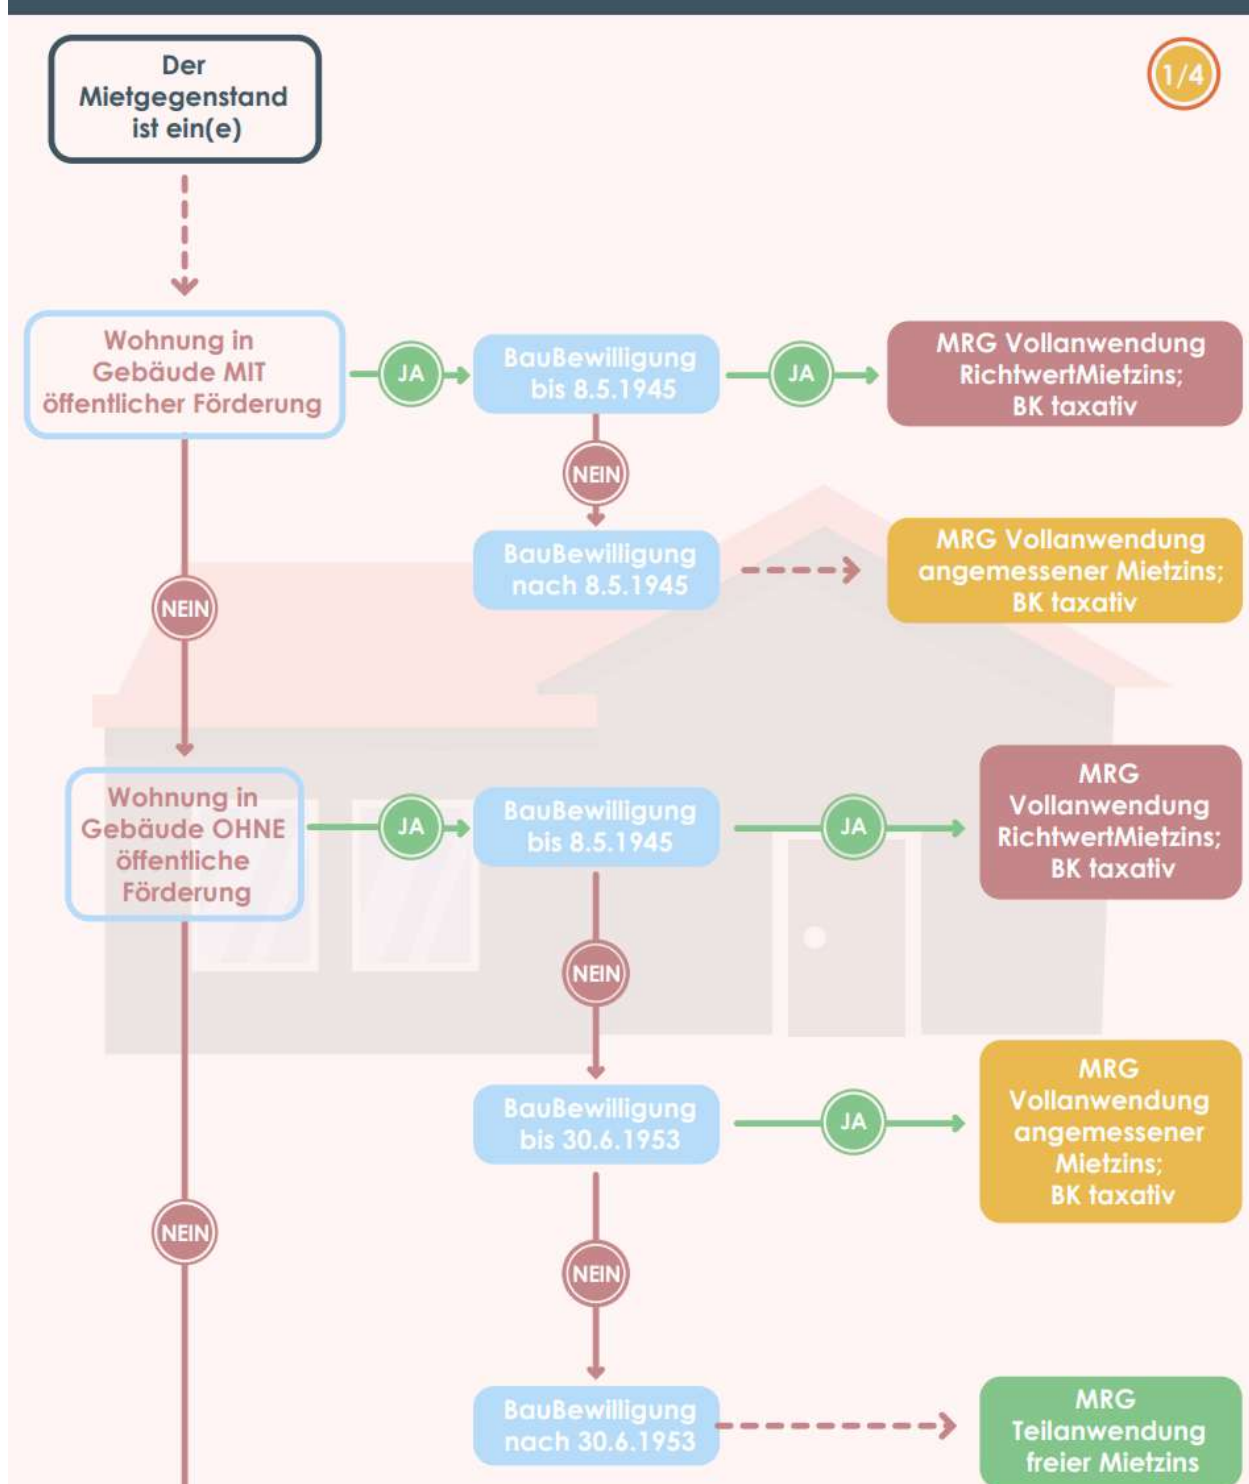 Der
Mietgegenstand
ist ein(e)
1/4
Wohnung in
Gebäude MIT
öffentlicher Förderung
JA
BauBewilligung
bis 8.5.1945
JA
MRG Vollanwendung
RichtwertMietzins;
BK taxativ
NEIN
BauBewilligung
nach 8.5.1945
MRG Vollanwendung
angemessener Mietzins;
BK taxativ
NEIN
Wohnung in
Gebäude OHNE
öffentliche
Förderung
JA
BauBewilligung
bis 8.5.1945
JA
MRG
Vollanwendung
RichtwertMietzins;
BK taxativ
NEIN
BauBewilligung
bis 30.6.1953
JA
MRG
Vollanwendung
angemessener
Mietzins;
BK taxativ
NEIN
NEIN
BauBewilligung
nach 30.6.1953
MRG
Teilanwendung
freier Mietzins